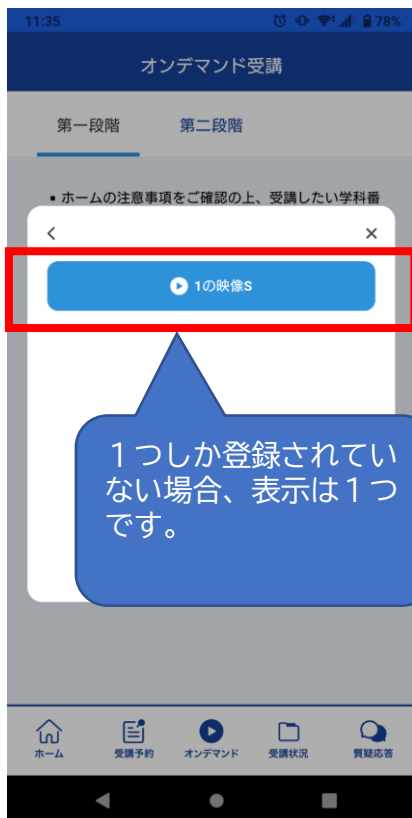 11:35 78%
オンデマンド受講
第一段階 第二段階
▪ ホームの注意事項をご確認の上、受講したい学科番
1の映像S
１つしか登録されてい
ない場合、表示は１つ
です。
ホーム 受講予約 オンデマンド 受講状況 質疑応答